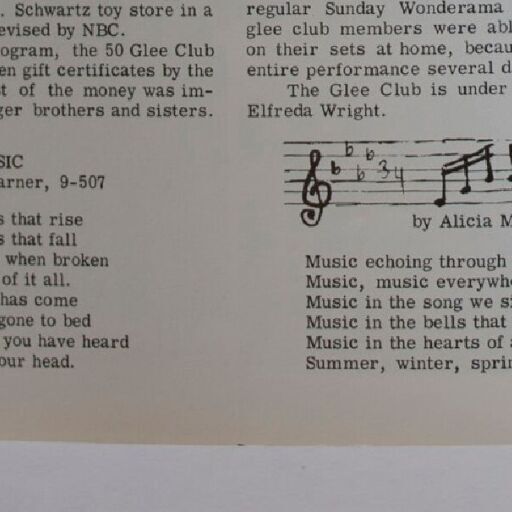 . Schwartz toy store in a
evised by NBC.
ogram, the 50 Glee Club
en gift certificates by the
t of the money was im-
ger brothers and sisters.
SIC
arner, 9-507
s that rise
s that fall
when broken
of it all.
has come
gone to bed
you have heard
our head.
regular Sunday Wonderama
glee club members were abl
on their sets at home, becau
entire performance several d
The Glee Club is under
Elfreda Wright.
b b b b 3 4
by Alicia M
Music echoing through
Music, music everywhe
Music in the song we si
Music in the bells that
Music in the hearts of a
Summer, winter, sprin